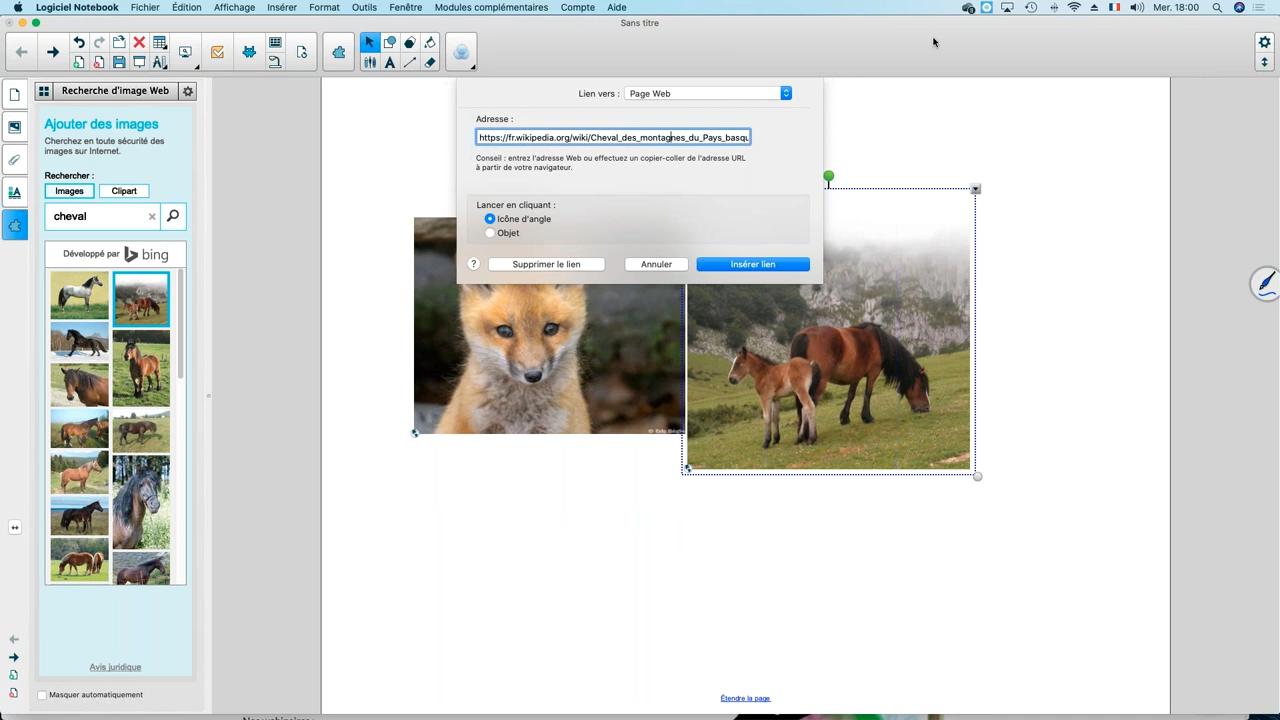 Logiciel Notebook Fichier Édition Affichage Insérer Format Outils Fenêtre Modules complémentaires Compte Aide Mer. 18:00
Sans titre
Recherche d'image Web
Ajouter des images
Cherchez en toute sécurité des
images sur Internet.
Rechercher :
Images Clipart
cheval
Développé par bing
Avis juridique
Masquer automatiquement
Lien vers : Page Web
Adresse :
https://fr.wikipedia.org/wiki/Cheval_des_montagnes_du_Pays_basqu
Conseil : entrez l'adresse Web ou effectuez un copier-coller de l'adresse URL
à partir de votre navigateur.
Lancer en cliquant :
Icône d'angle
Objet
? Supprimer le lien Annuler Insérer lien
Étendre la page